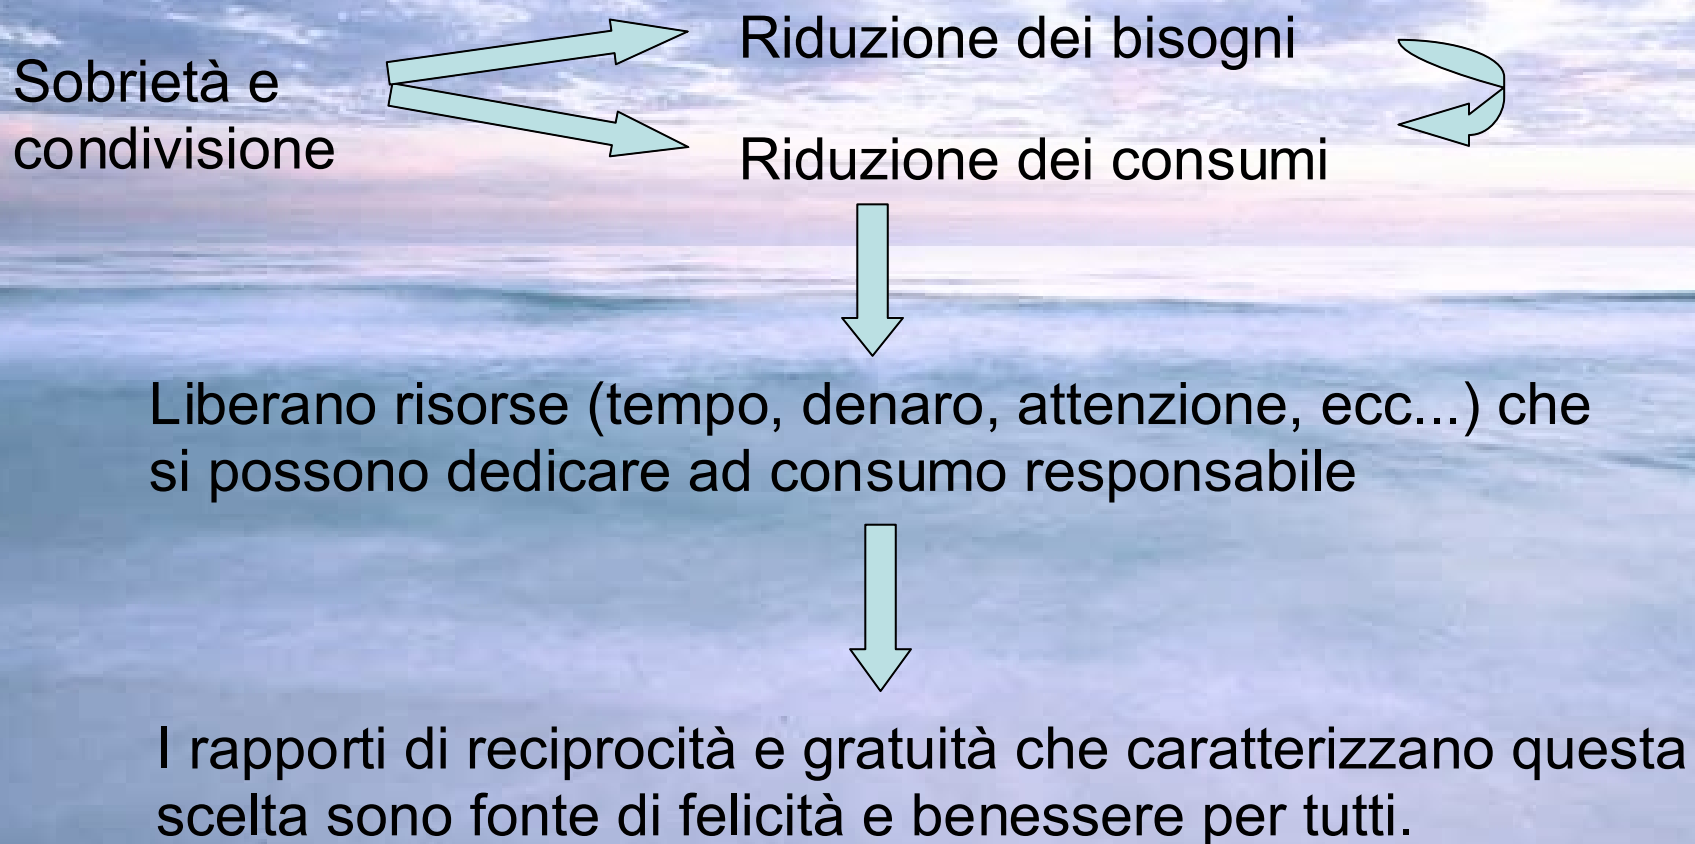 Sobrietà e
condivisione
Riduzione dei bisogni
Riduzione dei consumi
Liberano risorse (tempo, denaro, attenzione, ecc...) che
si possono dedicare ad consumo responsabile
I rapporti di reciprocità e gratuità che caratterizzano questa
scelta sono fonte di felicità e benessere per tutti.